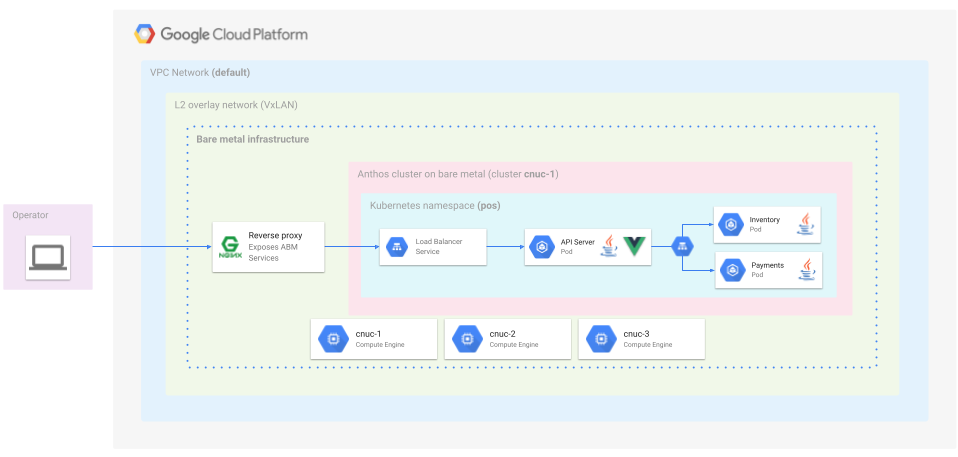 Google Cloud Platform
VPC Network (default)
L2 overlay network (VxLAN)
Bare metal infrastructure
Anthos cluster on bare metal (cluster cnuc-1)
Kubernetes namespace (pos)
Operator
Reverse proxy
Exposes ABM
Services
NGINX
Load Balancer
Service
API Server
Pod
Inventory
Pod
Payments
Pod
cnuc-1
Compute Engine
cnuc-2
Compute Engine
cnuc-3
Compute Engine